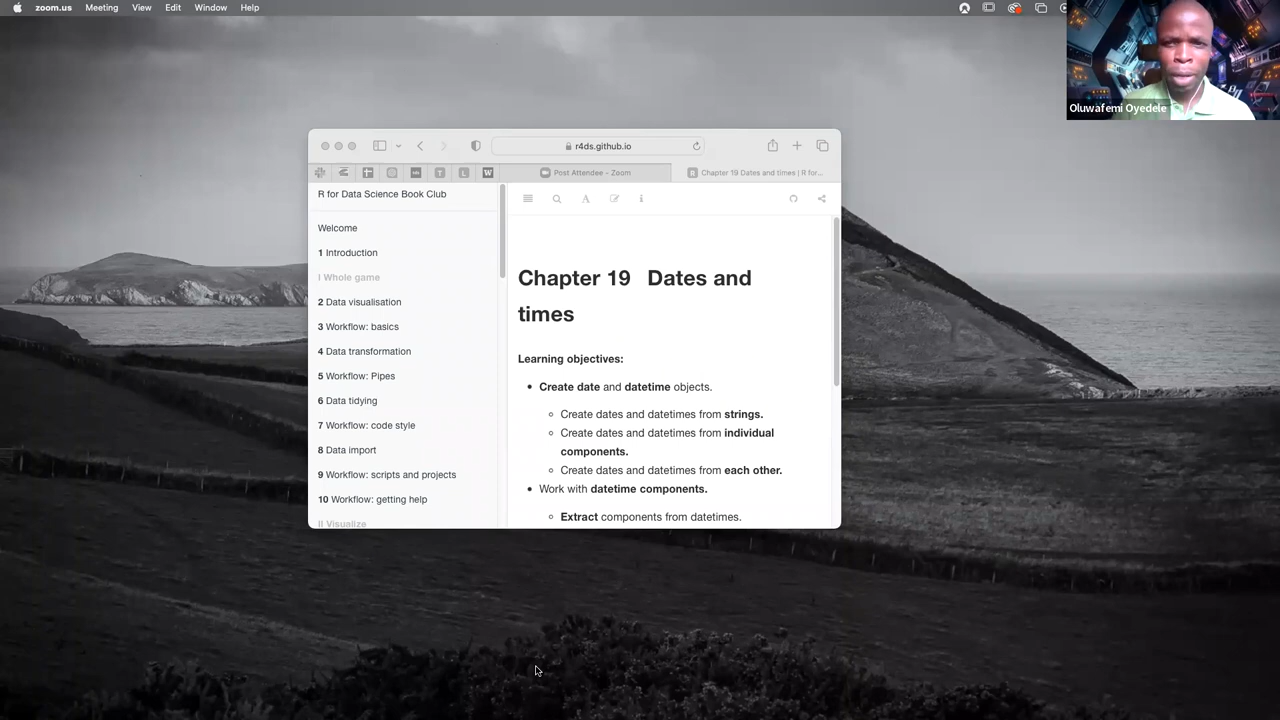 zoom.us Meeting View Edit Window Help
Oluwafemi Oyedele
r4ds.github.io
W
Post Attendee - Zoom
Chapter 19 Dates and times | R for...
R for Data Science Book Club
Welcome
1 Introduction
I Whole game
2 Data visualisation
3 Workflow: basics
4 Data transformation
5 Workflow: Pipes
6 Data tidying
7 Workflow: code style
8 Data import
9 Workflow: scripts and projects
10 Workflow: getting help
II Visualize
Chapter 19 Dates and
times
Learning objectives:
• Create date and datetime objects.
◦ Create dates and datetimes from strings.
◦ Create dates and datetimes from individual
components.
◦ Create dates and datetimes from each other.
• Work with datetime components.
◦ Extract components from datetimes.